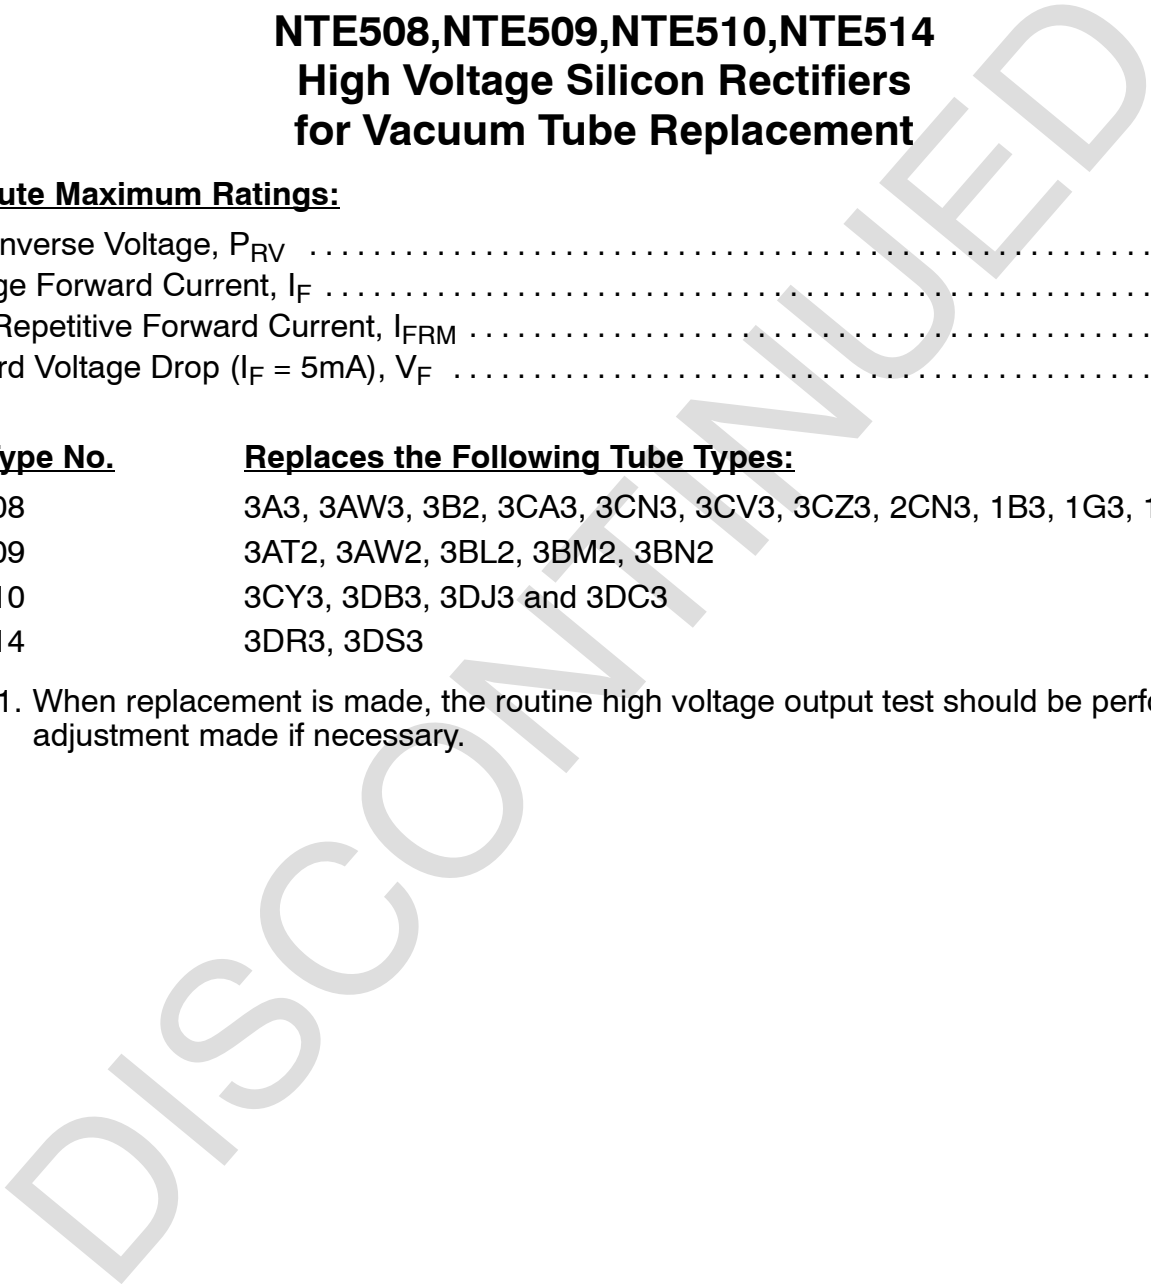 NTE508,NTE509,NTE510,NTE514
High Voltage Silicon Rectifiers
for Vacuum Tube Replacement
ute Maximum Ratings:
nverse Voltage, PRV ....................................................
ge Forward Current, IF ...................................................
Repetitive Forward Current, IFRM ..........................................
rd Voltage Drop (IF = 5mA), VF ...........................................
ype No. Replaces the Following Tube Types:
08 3A3, 3AW3, 3B2, 3CA3, 3CN3, 3CV3, 3CZ3, 2CN3, 1B3, 1G3, 1
09 3AT2, 3AW2, 3BL2, 3BM2, 3BN2
10 3CY3, 3DB3, 3DJ3 and 3DC3
14 3DR3, 3DS3
1. When replacement is made, the routine high voltage output test should be perfo
adjustment made if necessary.
DISCONTINUED